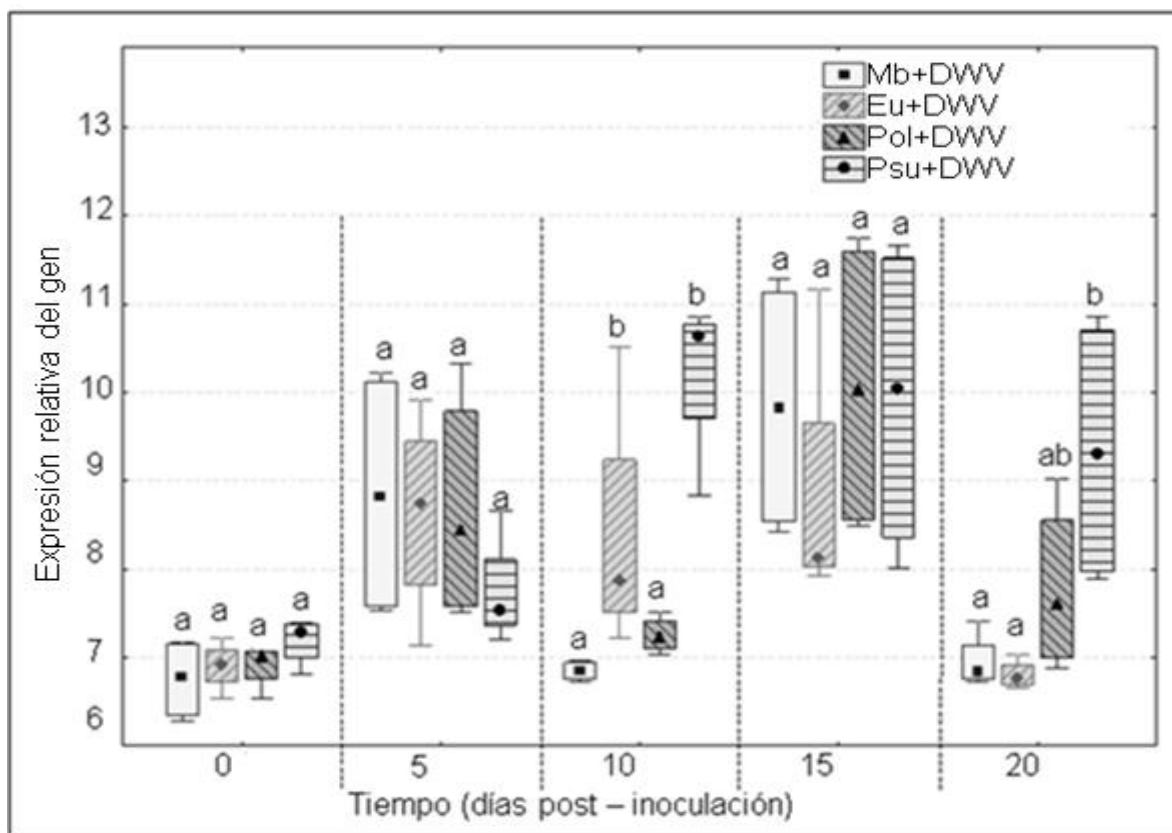 Mb+DWV
Eu+DWV
Pol+DWV
Psu+DWV
13
12
11
10
9
8
7
6
Expresión relativa del gen
a a a a
a a a a
a b a b
a a a a
a a ab b
0 5 10 15 20
Tiempo (días post – inoculación)